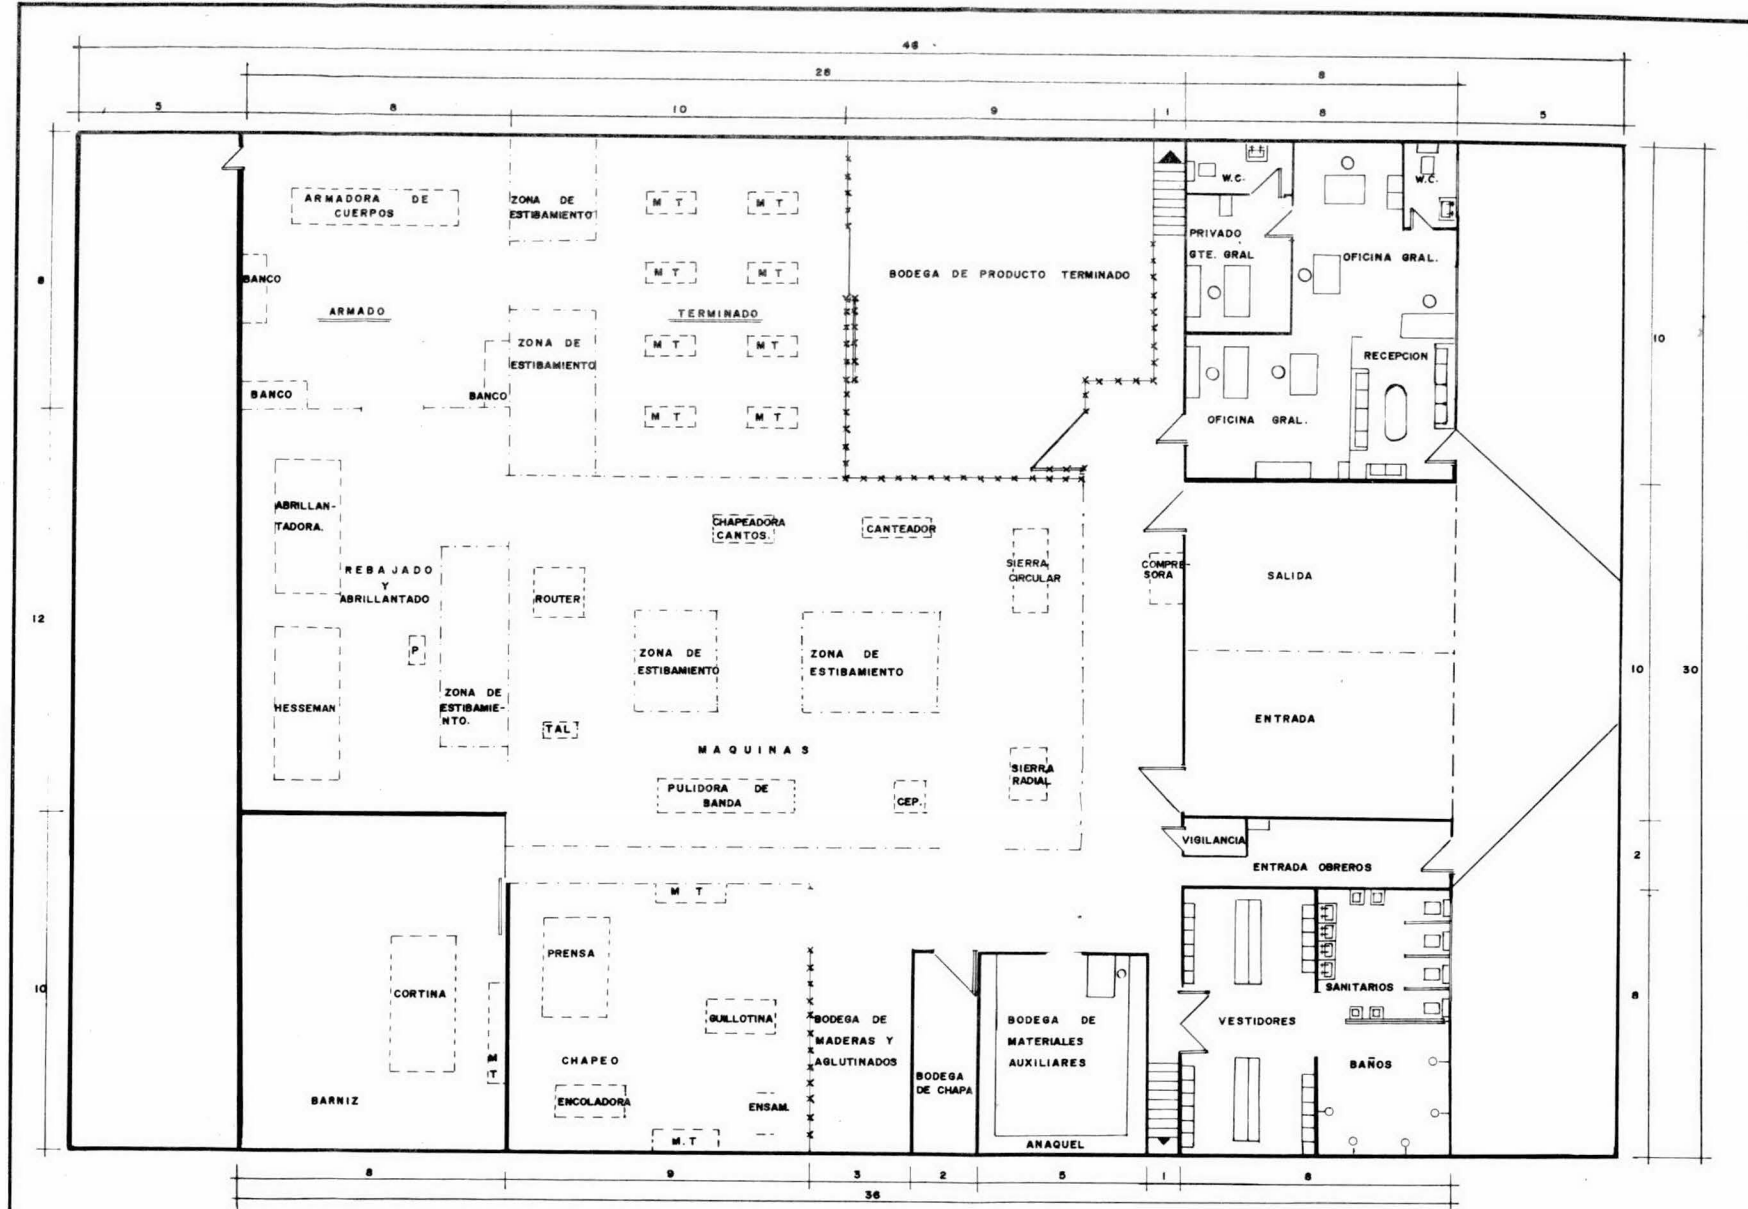 46
28
8
5
8
10
9
1
8
5
ARMADORA DE
CUERPOS
ZONA DE
ESTIBAMIENTO
M T
M T
W.C.
W.C.
PRIVADO
GTE. GRAL
OFICINA GRAL.
BANCO
M T
M T
BODEGA DE PRODUCTO TERMINADO
8
ARMADO
TERMINADO
ZONA DE
ESTIBAMIENTO
M T
M T
RECEPCION
10
BANCO
BANCO
M T
M T
OFICINA GRAL.
ABRILLAN-
TADORA.
CHAPEADORA
CANTOS.
CANTEADOR
SIERRA
CIRCULAR
COMPRE-
SORA
SALIDA
REBAJADO
Y
ABRILLANTADO
ROUTER
12
P
ZONA DE
ESTIBAMIENTO
ZONA DE
ESTIBAMIENTO
10
30
HESSEMAN
ZONA DE
ESTIBAMIE-
NTO.
TAL
ENTRADA
MAQUINAS
SIERRA
RADIAL
PULIDORA DE
BANDA
CEP.
VIGILANCIA
ENTRADA OBREROS
2
M T
PRENSA
CORTINA
10
SANITARIOS
8
GUILLOTINA
BODEGA DE
MADERAS Y
AGLUTINADOS
BODEGA DE
MATERIALES
AUXILIARES
VESTIDORES
M
T
CHAPEO
BAÑOS
BODEGA
DE CHAPA
BARNIZ
ENCOLADORA
ENSAM.
M.T
ANAQUEL
8
9
3
2
5
1
8
36